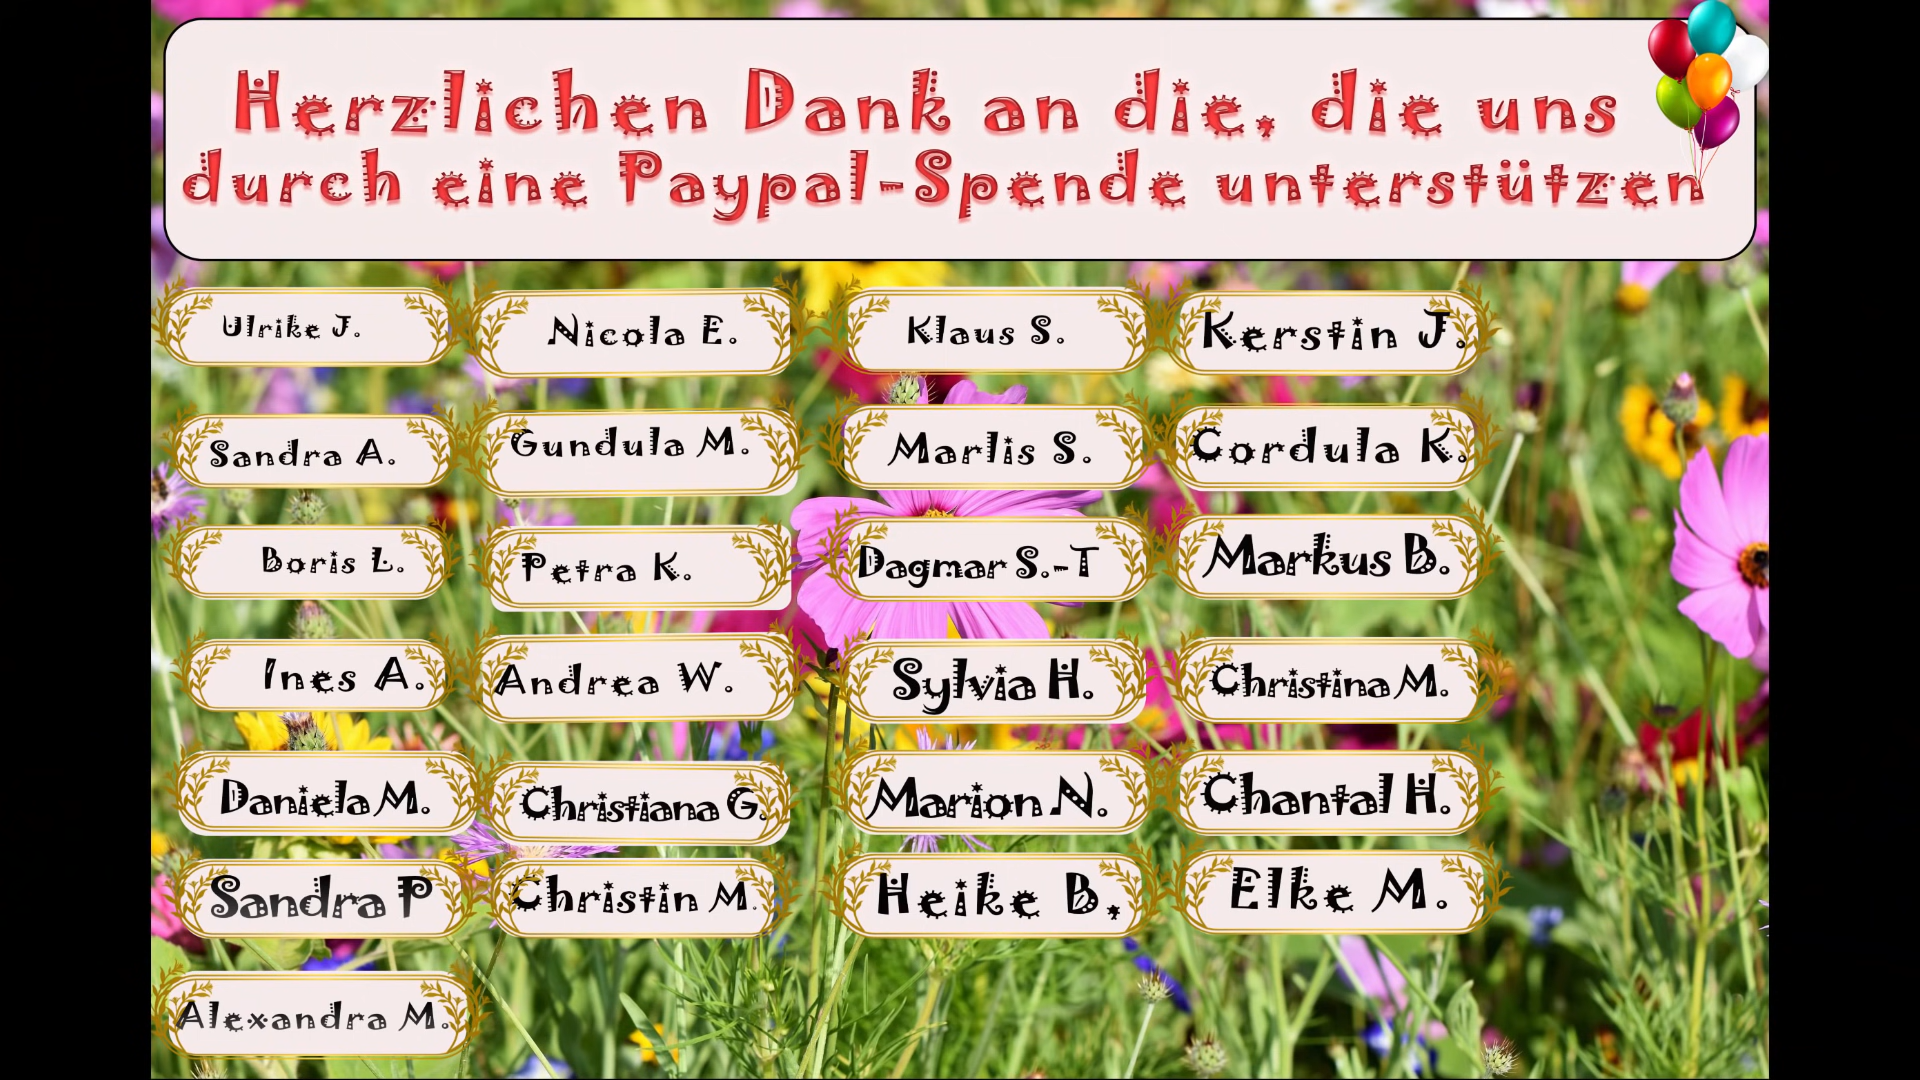 Herzlichen Dank an die, die uns
durch eine Paypal-Spende unterstützen
Ulrike J.
Nicola E.
Klaus S.
Kerstin J.
Sandra A.
Gundula M.
Marlis S.
Cordula K.
Boris L.
Petra K.
Dagmar S.-T
Markus B.
Ines A.
Andrea W.
Sylvia H.
Christina M.
Daniela M.
Christiana G.
Marion N.
Chantal H.
Sandra P
Christin M.
Heike B,
Elke M.
Alexandra M.